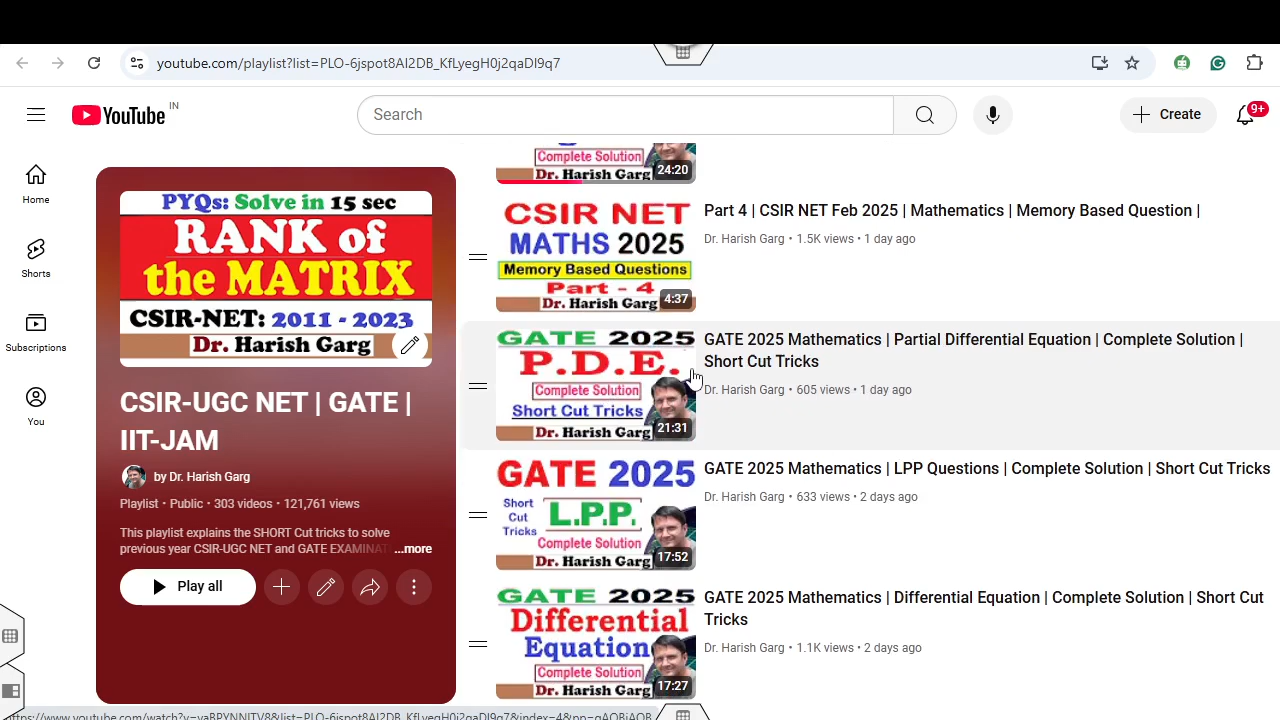 youtube.com/playlist?list=PLO-6jspot8AI2DB_KfLyegH0j2qaDI9q7
YouTube IN
Search
Create
9+
Home
Shorts
Subscriptions
You
PYQs: Solve in 15 sec
RANK of
the MATRIX
CSIR-NET: 2011 - 2023
Dr. Harish Garg
CSIR-UGC NET | GATE |
IIT-JAM
by Dr. Harish Garg
Playlist • Public • 303 videos • 121,761 views
This playlist explains the SHORT Cut tricks to solve
previous year CSIR-UGC NET and GATE EXAMINAT ...more
Play all
Complete Solution
Dr. Harish Garg
24:20
CSIR NET
MATHS 2025
Memory Based Questions
Part - 4
Dr. Harish Garg
4:37
Part 4 | CSIR NET Feb 2025 | Mathematics | Memory Based Question |
Dr. Harish Garg • 1.5K views • 1 day ago
GATE 2025
P.D.E.
Complete Solution
Short Cut Tricks
Dr. Harish Garg
21:31
GATE 2025 Mathematics | Partial Differential Equation | Complete Solution |
Short Cut Tricks
Dr. Harish Garg • 605 views • 1 day ago
GATE 2025
Short
Cut
Tricks
L.P.P.
Complete Solution
Dr. Harish Garg
17:52
GATE 2025 Mathematics | LPP Questions | Complete Solution | Short Cut Tricks
Dr. Harish Garg • 633 views • 2 days ago
GATE 2025
Differential
Equation
Complete Solution
Dr. Harish Garg
17:27
GATE 2025 Mathematics | Differential Equation | Complete Solution | Short Cut
Tricks
Dr. Harish Garg • 1.1K views • 2 days ago